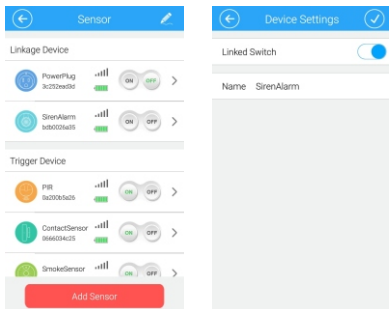 Sensor
Linkage Device
PowerPlug
3c252ead9d
ON OFF
SirenAlarm
bdb0026a35
ON OFF
Trigger Device
PIR
0a200b5a26
ON OFF
ContactSensor
0666034c25
ON OFF
SmokeSensor
ON OFF
Add Sensor
Device Settings
Linked Switch
Name SirenAlarm